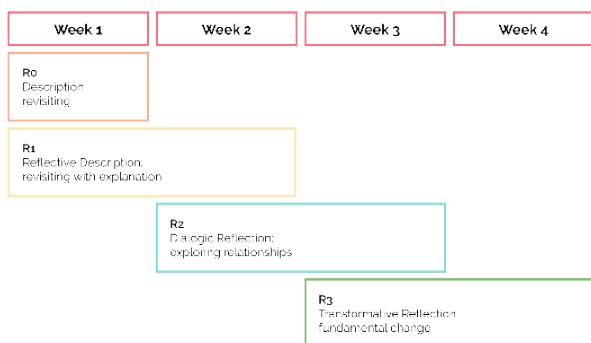 Week 1
Week 2
Week 3
Week 4
R0
Description
revisiting
R1
Reflective Description:
revisiting with explanation
R2
Dialogic Reflection:
exploring relationships
R3
Transformative Reflection
fundamental change